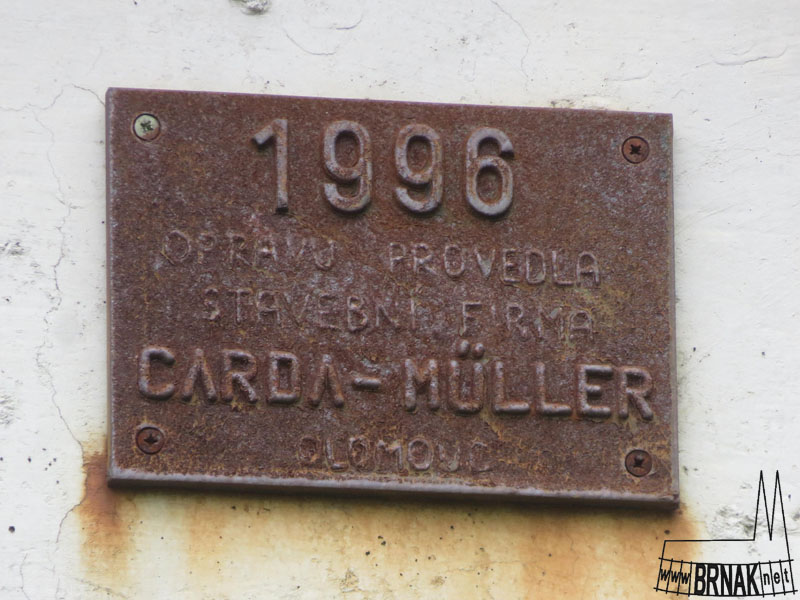 1996
OPRAVU PROVEDLA
STAVEBNÍ FIRMA
CARDA-MÜLLER
OLOMOUC
www.BRNAK.net